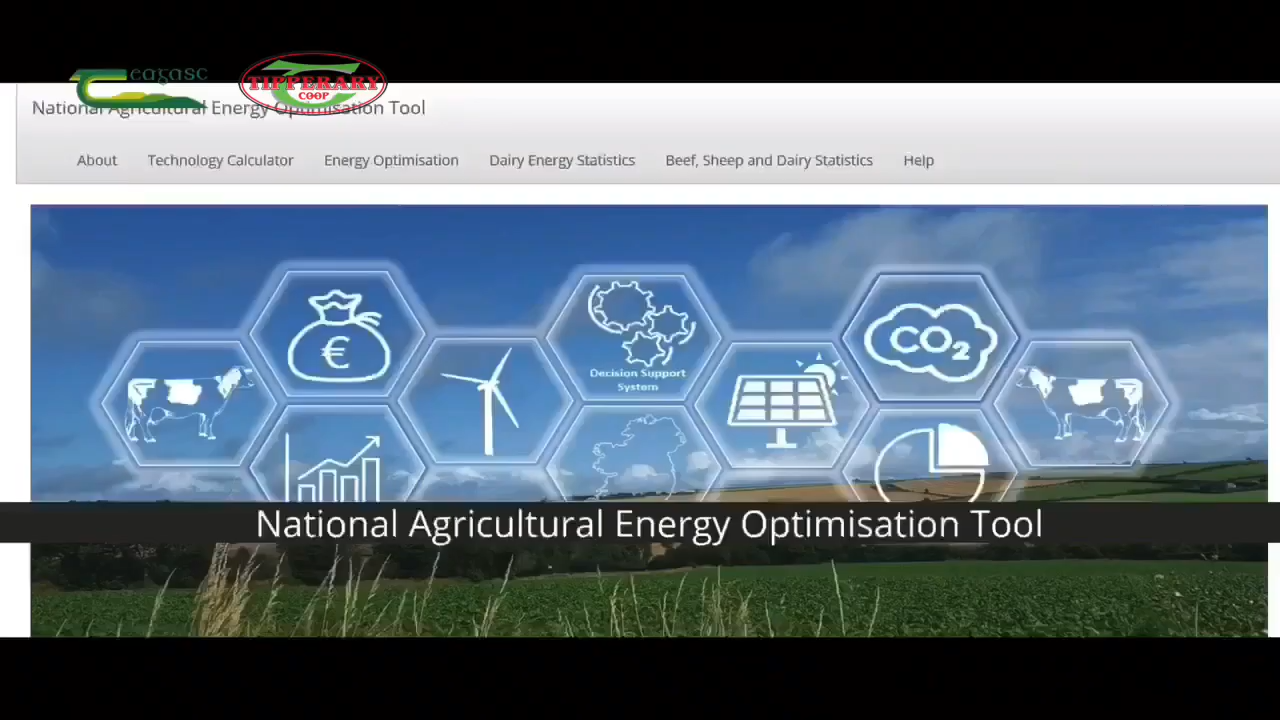 Teagasc
TIPPERARY
COOP
National Agricultural Energy Optimisation Tool
About Technology Calculator Energy Optimisation Dairy Energy Statistics Beef, Sheep and Dairy Statistics Help
€
Decision Support
System
CO2
National Agricultural Energy Optimisation Tool